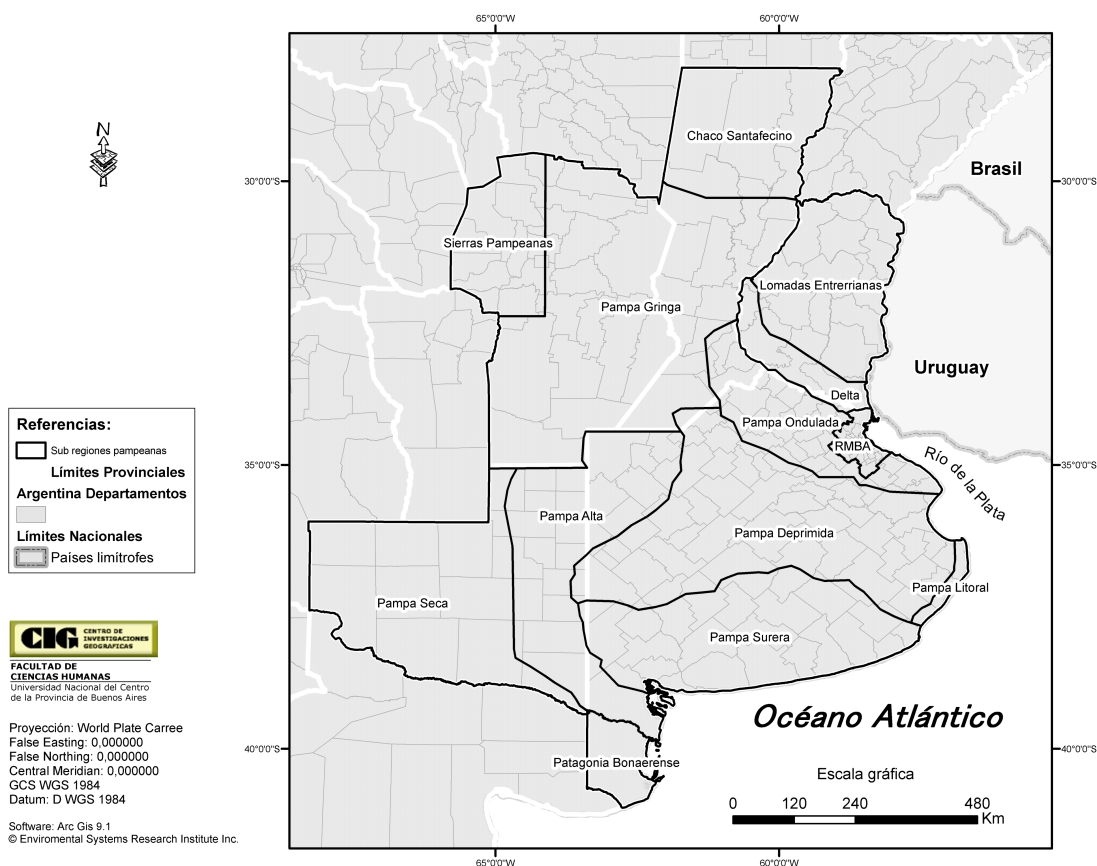 65°0'0"W
60°0'0"W
N
30°0'0"S
30°0'0"S
Chaco Santafecino
Brasil
Sierras Pampeanas
Lomadas Entrerrianas
Pampa Gringa
Uruguay
Delta
Pampa Ondulada
RMBA
Río de la Plata
35°0'0"S
35°0'0"S
Pampa Alta
Pampa Deprimida
Pampa Litoral
Pampa Seca
Pampa Surera
Océano Atlántico
40°0'0"S
40°0'0"S
Patagonia Bonaerense
Escala gráfica
0 120 240 480
Km
65°0'0"W
60°0'0"W
Referencias:
Sub regiones pampeanas
Límites Provinciales
Argentina Departamentos
Límites Nacionales
Países limitrofes
CIG
CENTRO DE
INVESTIGACIONES
GEOGRAFICAS
FACULTAD DE
CIENCIAS HUMANAS
Universidad Nacional del Centro
de la Provincia de Buenos Aires
Proyección: World Plate Carree
False Easting: 0,000000
False Northing: 0,000000
Central Meridian: 0,000000
GCS WGS 1984
Datum: D WGS 1984
Software: Arc Gis 9.1
© Enviromental Systems Research Institute Inc.